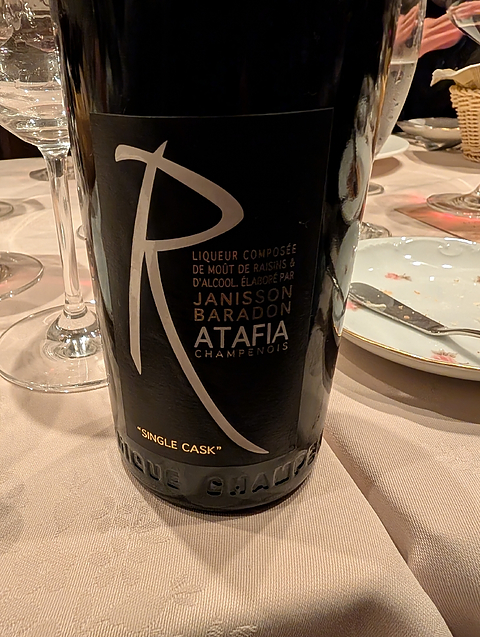 R
LIQUEUR COMPOSÉE
DE MOÛT DE RAISINS &
D'ALCOOL, ÉLABORÉ PAR
JANISSON
BARADON
ATAFIA
CHAMPENOIS
"SINGLE CASK"